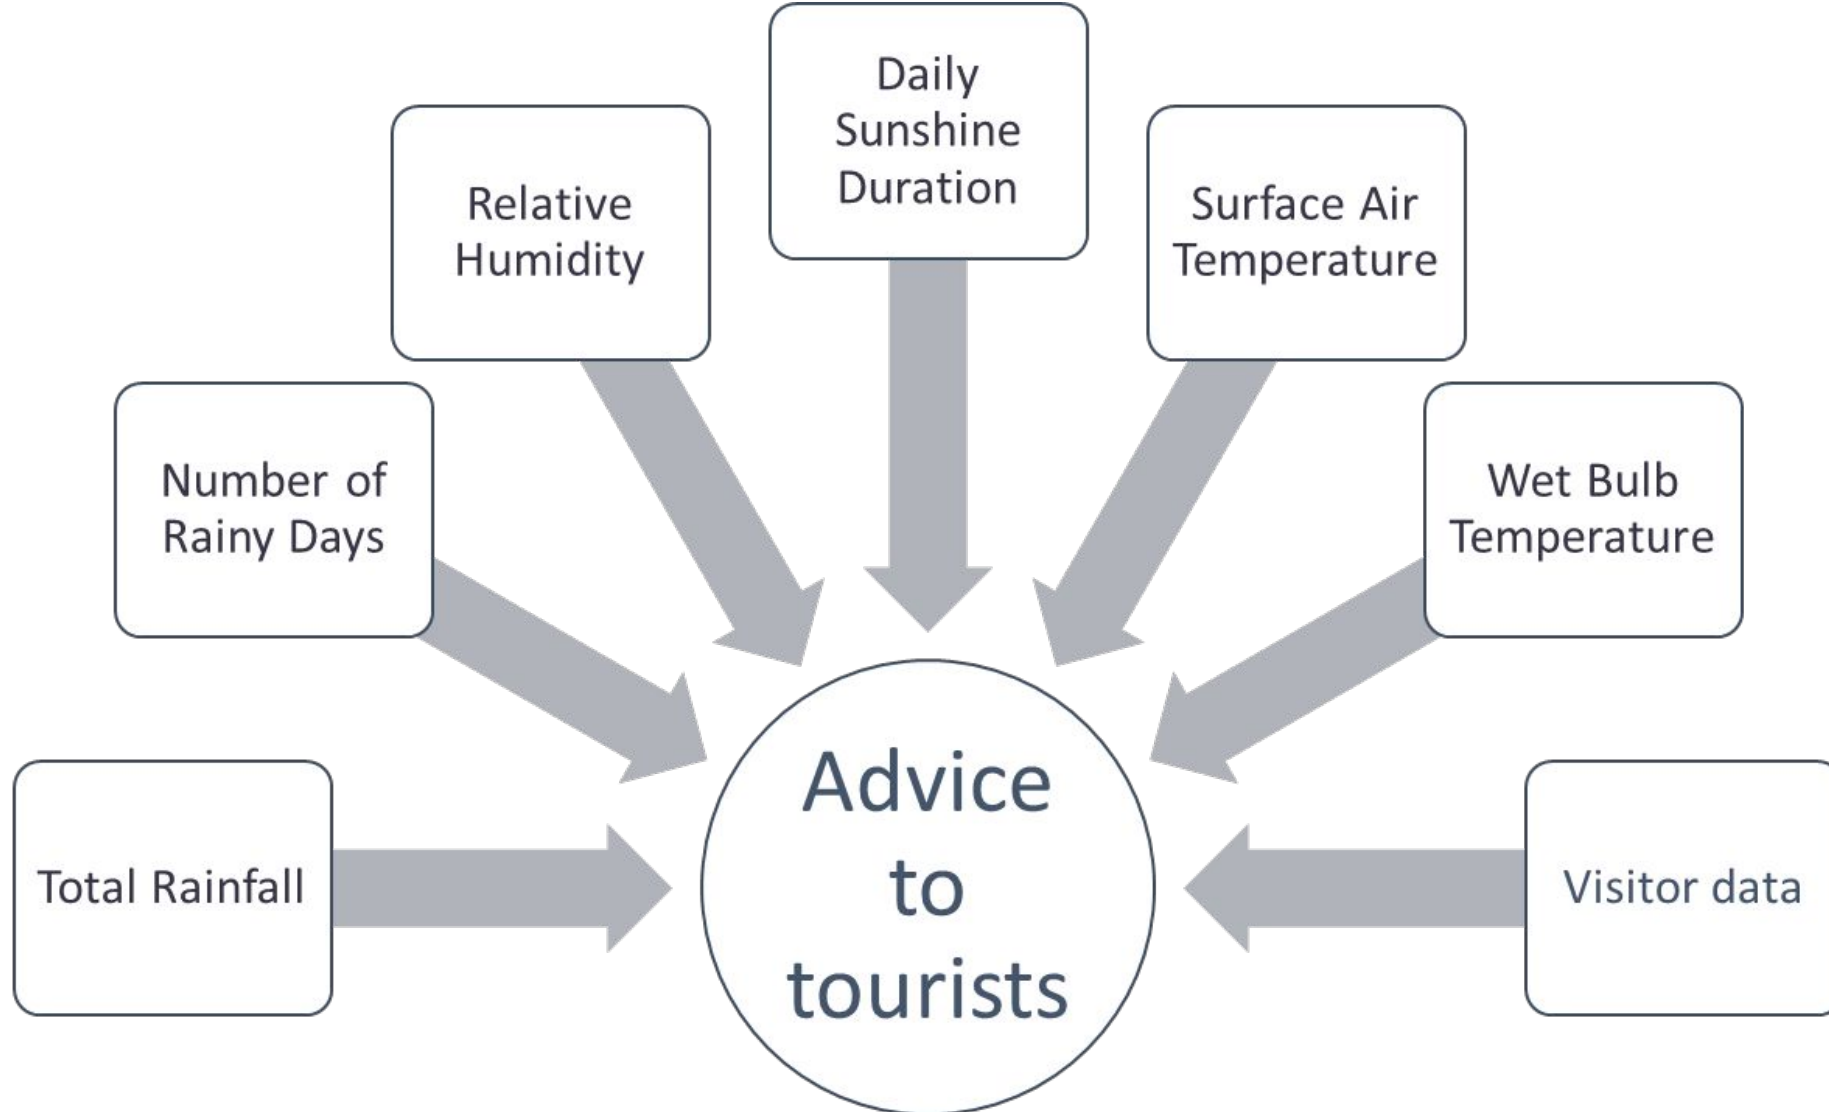 Daily
Sunshine
Duration
Relative
Humidity
Surface Air
Temperature
Number of
Rainy Days
Wet Bulb
Temperature
Total Rainfall
Visitor data
Advice
to
tourists